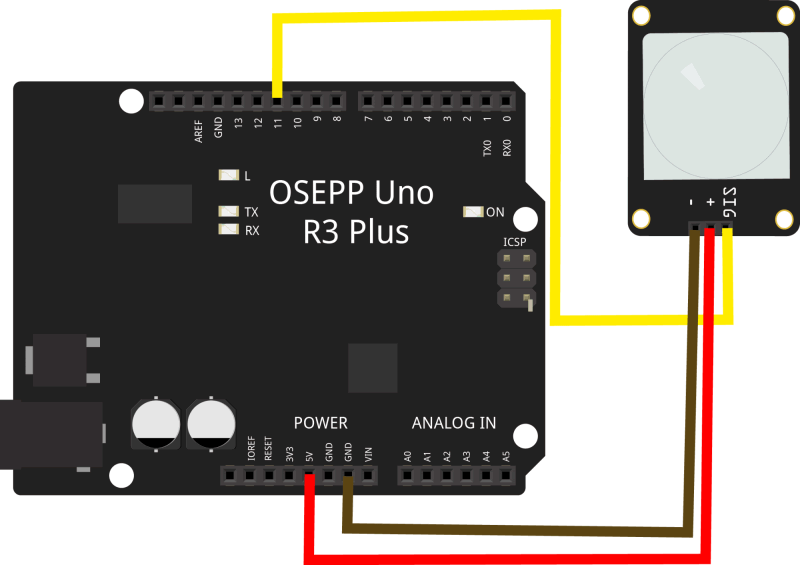 AREF
GND
13
12
11
10
9
8
7
6
5
4
3
2
1
0
TX0
RX0
L
TX
RX
OSEPP Uno
R3 Plus
ON
ICSP
-
+
SIG
POWER
ANALOG IN
IOREF
RESET
3V3
5V
GND
GND
VIN
A0
A1
A2
A3
A4
A5